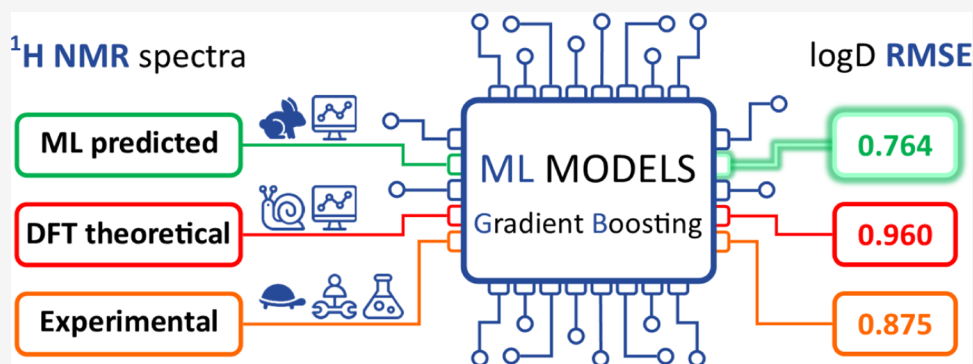 ¹H NMR spectra
logD RMSE
ML predicted
0.764
ML MODELS
Gradient Boosting
DFT theoretical
0.960
Experimental
0.875